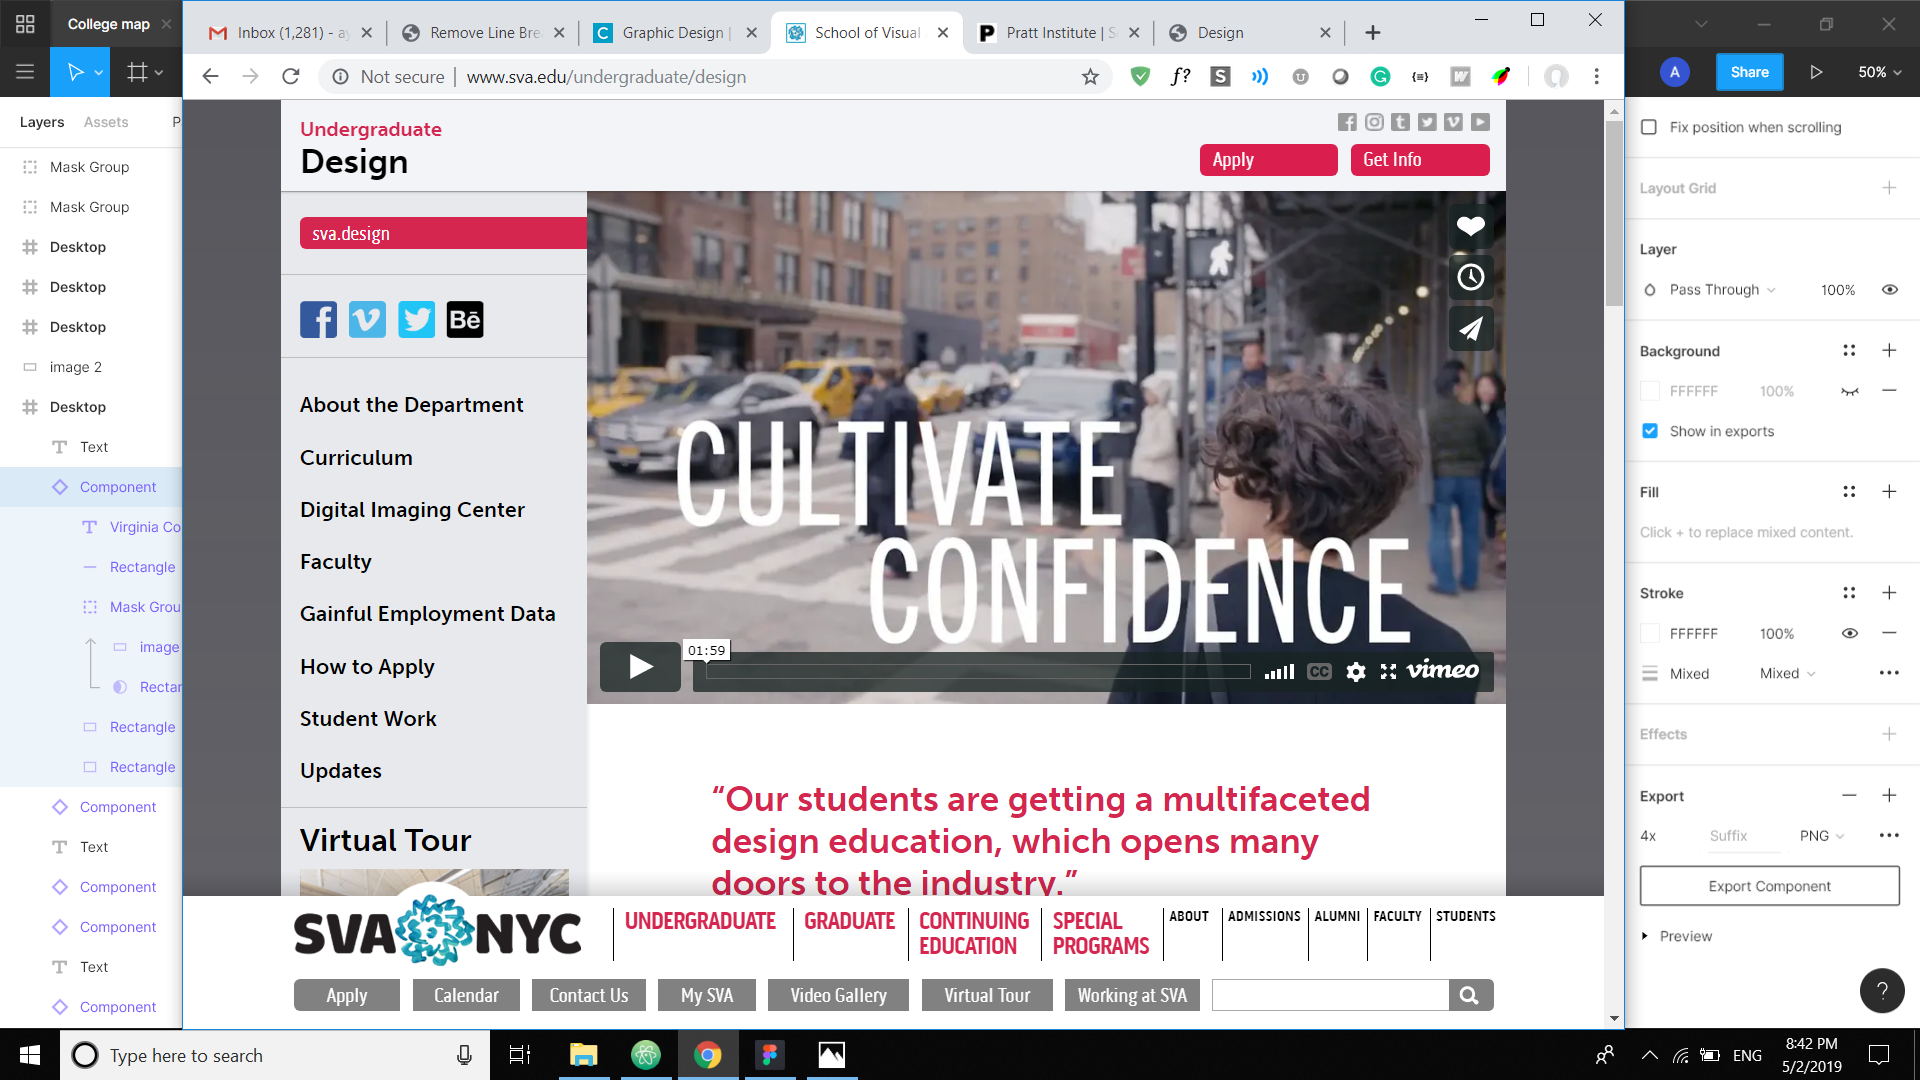 College map
Inbox (1,281) - ay
Remove Line Bre
Graphic Design |
School of Visual
Pratt Institute | S
Design
Not secure | www.sva.edu/undergraduate/design
A
Share
50%
Layers
Assets
P
Mask Group
Mask Group
Desktop
Desktop
Desktop
image 2
Desktop
Text
Component
Virginia Co
Rectangle
Mask Grou
image
Rectar
Rectangle
Rectangle
Component
Text
Component
Component
Text
Component
Undergraduate
Design
Apply
Get Info
sva.design
Bē
About the Department
Curriculum
Digital Imaging Center
Faculty
Gainful Employment Data
How to Apply
Student Work
Updates
Virtual Tour
CULTIVATE
CONFIDENCE
01:59
CC
vimeo
“Our students are getting a multifaceted
design education, which opens many
doors to the industry.”
SVA NYC
UNDERGRADUATE
GRADUATE
CONTINUING
EDUCATION
SPECIAL
PROGRAMS
ABOUT
ADMISSIONS
ALUMNI
FACULTY
STUDENTS
Apply
Calendar
Contact Us
My SVA
Video Gallery
Virtual Tour
Working at SVA
Fix position when scrolling
Layout Grid
Layer
Pass Through
100%
Background
FFFFFF
100%
Show in exports
Fill
Click + to replace mixed content.
Stroke
FFFFFF
100%
Mixed
Mixed
Effects
Export
4x
Suffix
PNG
Export Component
Preview
?
Type here to search
ENG
8:42 PM
5/2/2019